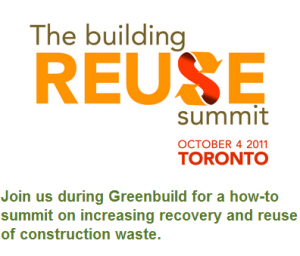 The building
REUSE
summit
OCTOBER 4 2011
TORONTO
Join us during Greenbuild for a how-to
summit on increasing recovery and reuse
of construction waste.